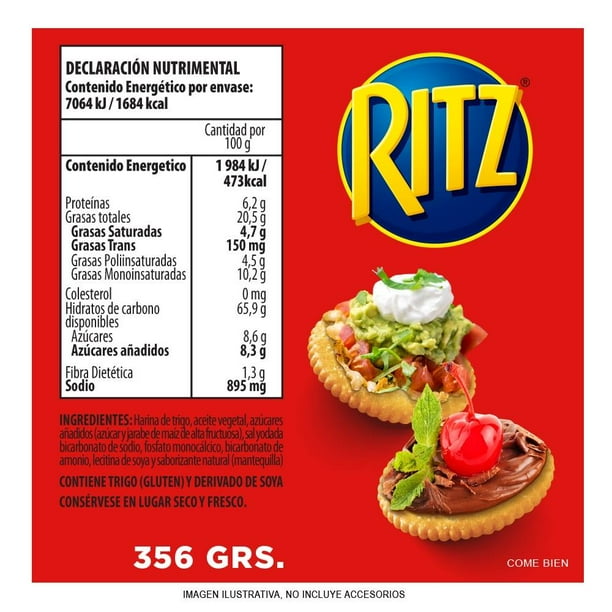 DECLARACIÓN NUTRIMENTAL
Contenido Energético por envase:
7064 kJ / 1684 kcal
Cantidad por
100 g
Contenido Energetico 1 984 kJ /
473kcal
Proteínas 6,2 g
Grasas totales 20,5 g
Grasas Saturadas 4,7 g
Grasas Trans 150 mg
Grasas Poliinsaturadas 4,5 g
Grasas Monoinsaturadas 10,2 g
Colesterol 0 mg
Hidratos de carbono 65,9 g
disponibles
Azúcares 8,6 g
Azúcares añadidos 8,3 g
Fibra Dietética 1,3 g
Sodio 895 mg
INGREDIENTES: Harina de trigo, aceite vegetal, azúcares
añadidos (azúcar y jarabe de maíz de alta fructuosa), sal yodada
bicarbonato de sodio, fosfato monocálcico, bicarbonato de
amonio, lecitina de soya y saborizante natural (mantequilla)
CONTIENE TRIGO (GLUTEN) Y DERIVADO DE SOYA
CONSÉRVESE EN LUGAR SECO Y FRESCO.
RITZ®
356 GRS.
COME BIEN
IMAGEN ILUSTRATIVA, NO INCLUYE ACCESORIOS